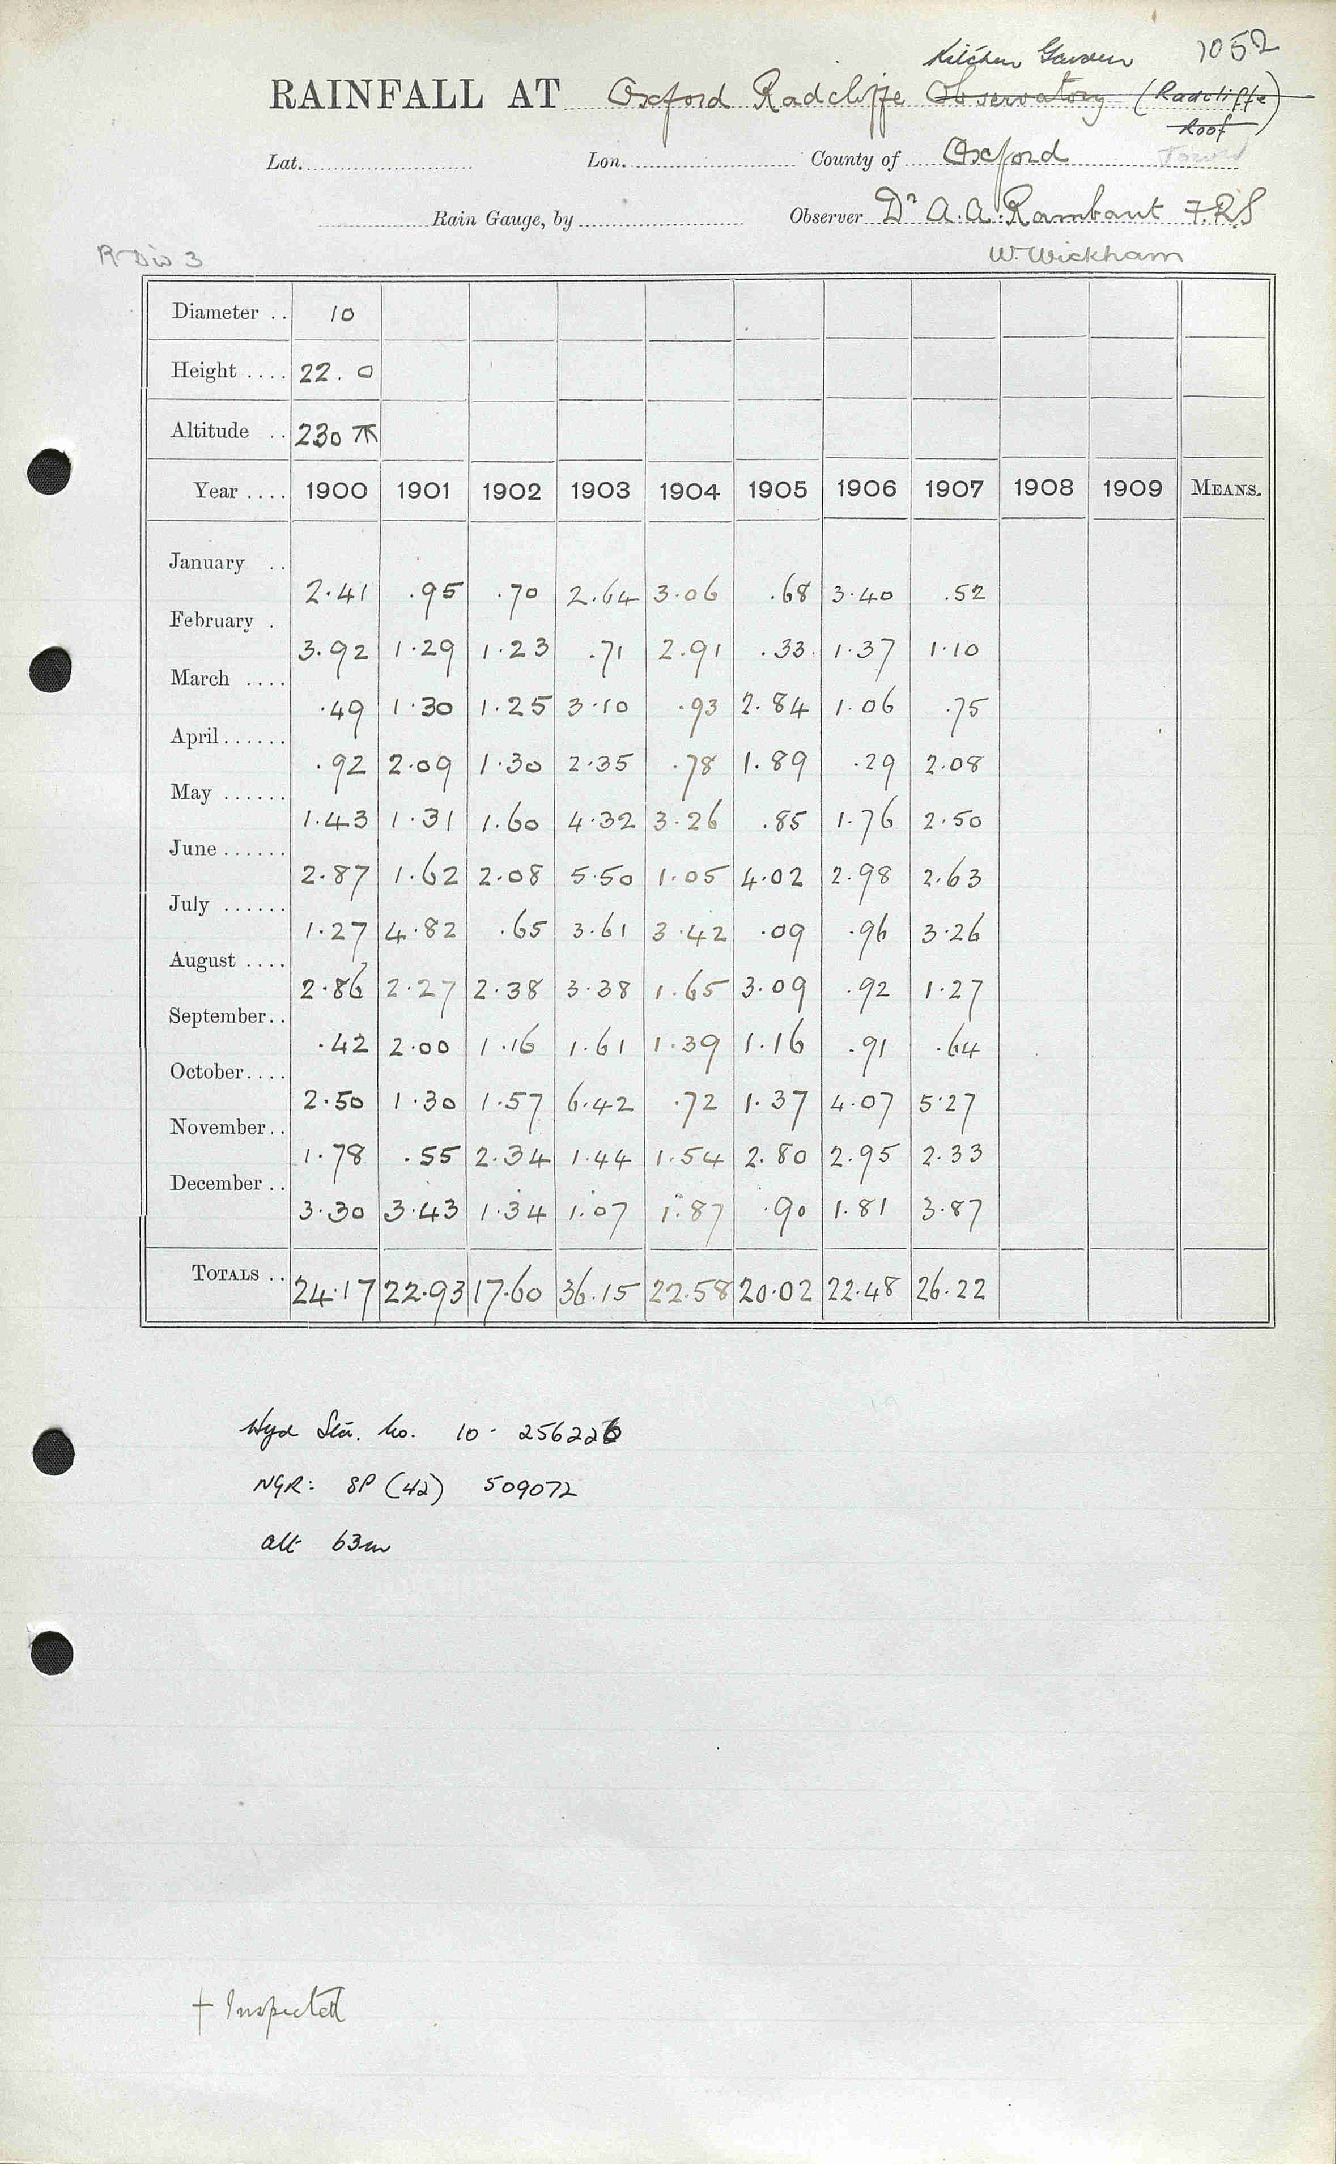 Kitchen Garden 1052
RAINFALL AT Oxford Radcliffe Observatory (Radcliffe
Roof)
Lat. Lon. County of Oxford
Rain Gauge, by Observer Dr A. A. Rambaut F.R.S
R Div 3 W. Wickham
Diameter .. 10
Height .... 22.0
Altitude .. 230
Year .... 1900 1901 1902 1903 1904 1905 1906 1907 1908 1909 MEANS.
January .. 2.41 .95 .70 2.64 3.06 .68 3.40 .52
February . 3.92 1.29 1.23 .71 2.91 .33 1.37 1.10
March .... .49 1.30 1.25 3.10 .93 2.84 1.06 .75
April...... .92 2.09 1.30 2.35 .78 1.89 .29 2.08
May ...... 1.43 1.31 1.60 4.32 3.26 .85 1.76 2.50
June...... 2.87 1.62 2.08 5.50 1.05 4.02 2.98 2.63
July ...... 1.27 4.82 .65 3.61 3.42 .09 .96 3.26
August .... 2.86 2.27 2.38 3.38 1.65 3.09 .92 1.27
September.. .42 2.00 1.16 1.61 1.39 1.16 .91 .64
October.... 2.50 1.30 1.57 6.42 .72 1.37 4.07 5.27
November.. 1.78 .55 2.34 1.44 1.54 2.80 2.95 2.33
December .. 3.30 3.43 1.34 1.07 1.87 .90 1.81 3.87
TOTALS .. 24.17 22.93 17.60 36.15 22.58 20.02 22.48 26.22
Hyd Sta. No. 10 - 256226
NGR: SP (42) 509072
alt 63m
† Inspected